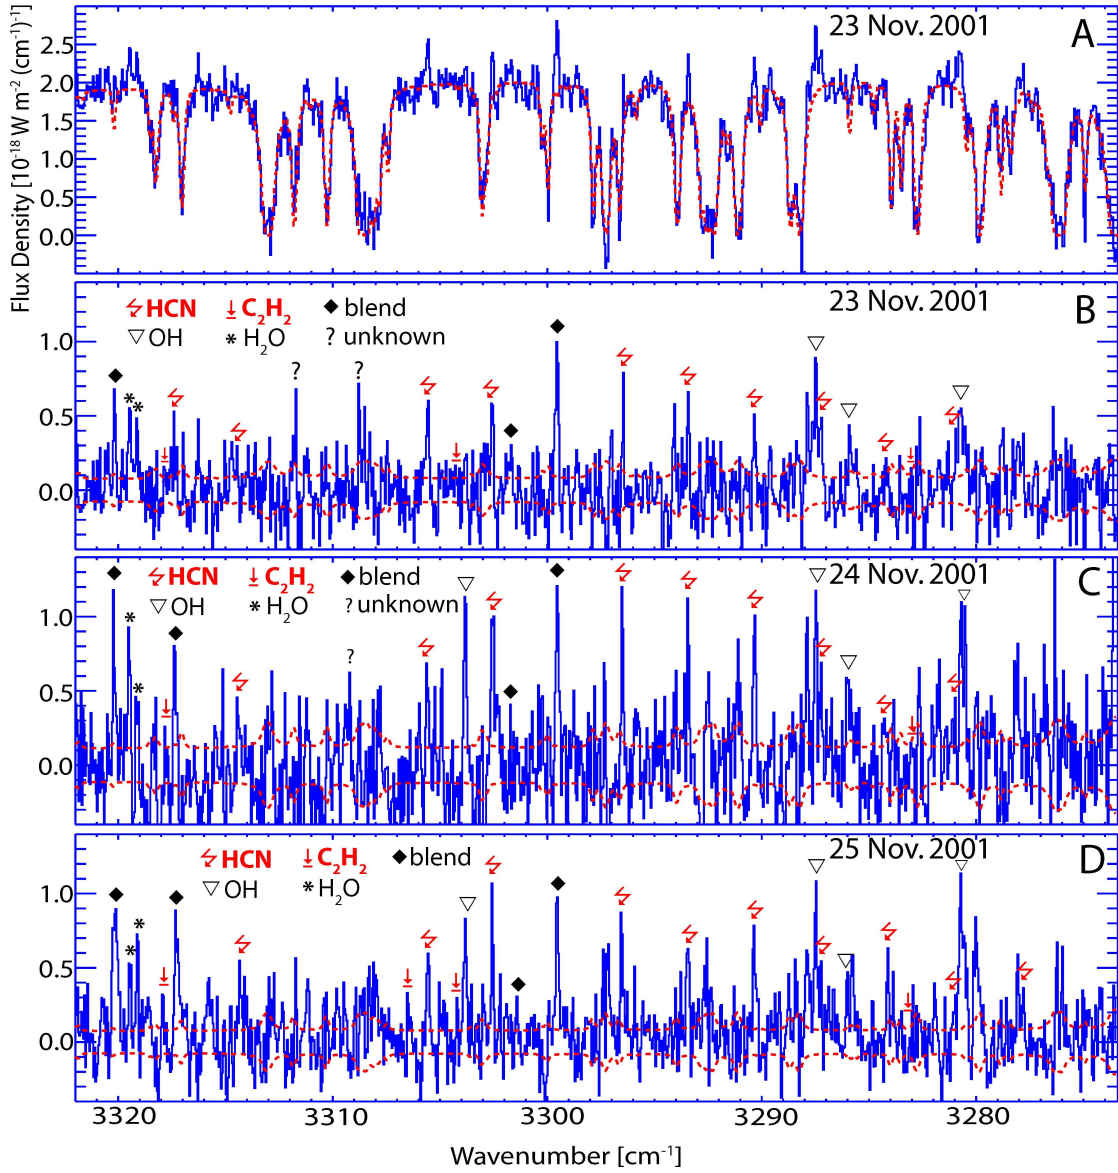 Flux Density [10⁻¹⁸ W m⁻² (cm⁻¹)⁻¹]
23 Nov. 2001 A
2.5
2.0
1.5
1.0
0.5
0.0
23 Nov. 2001 B
HCN C₂H₂ ◆ blend
▽ OH * H₂O ? unknown
? ?
1.0
0.5
0.0
24 Nov. 2001 C
HCN C₂H₂ ◆ blend
▽ OH * H₂O ? unknown
?
1.0
0.5
0.0
25 Nov. 2001 D
HCN C₂H₂ ◆ blend
▽ OH * H₂O
1.0
0.5
0.0
3320 3310 3300 3290 3280
Wavenumber [cm⁻¹]